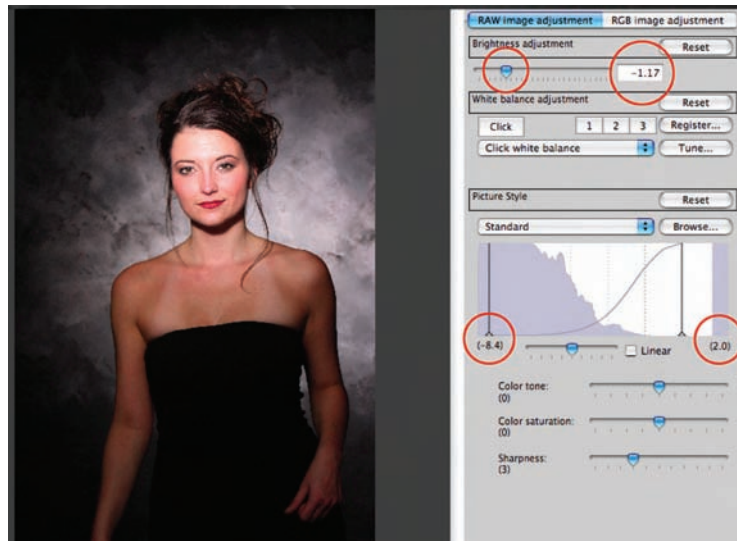 RAW image adjustment RGB image adjustment
Brightness adjustment Reset
-1.17
White balance adjustment Reset
Click 1 2 3 Register...
Click white balance Tune...
Picture Style Reset
Standard Browse...
(-8.4) Linear (2.0)
Color tone:
(0)
Color saturation:
(0)
Sharpness:
(3)